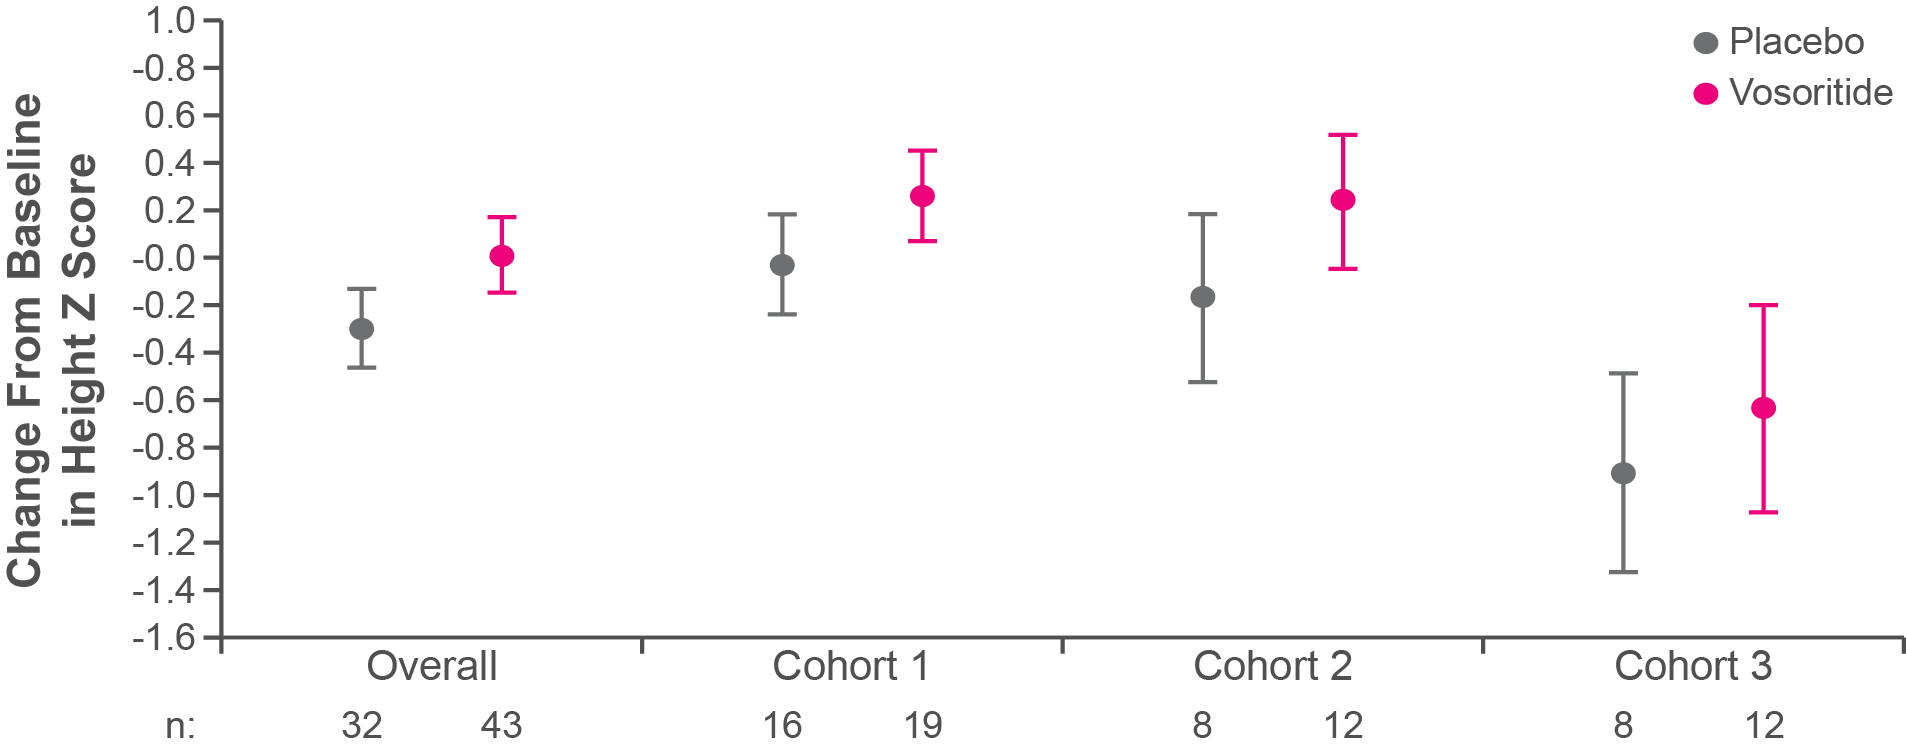 Change From Baseline
in Height Z Score
1.0
-0.8
0.6
0.4
0.2
-0.0
-0.2
-0.4
-0.6
-0.8
-1.0
-1.2
-1.4
-1.6
Placebo
Vosoritide
Overall Cohort 1 Cohort 2 Cohort 3
n: 32 43 16 19 8 12 8 12